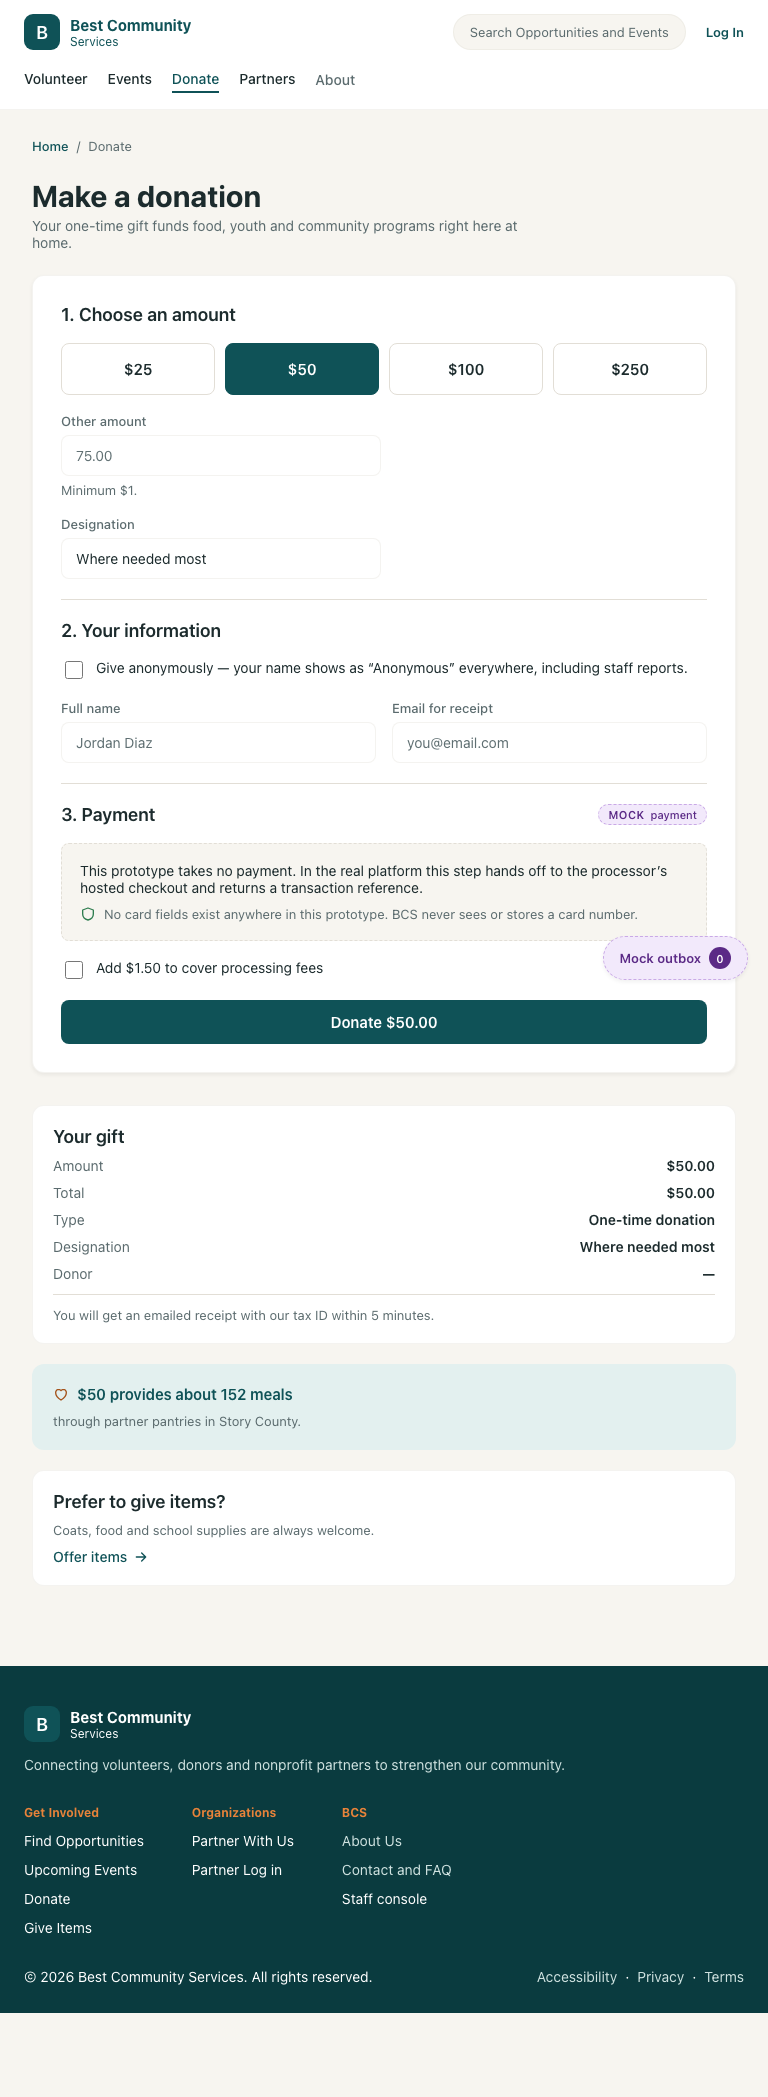 B
Best Community
Services
Search Opportunities and Events
Log In
Volunteer
Events
Donate
Partners
About
Home / Donate
Make a donation
Your one-time gift funds food, youth and community programs right here at
home.
1. Choose an amount
$25
$50
$100
$250
Other amount
75.00
Minimum $1.
Designation
Where needed most
2. Your information
Give anonymously — your name shows as “Anonymous” everywhere, including staff reports.
Full name
Email for receipt
Jordan Diaz
you@email.com
3. Payment
MOCK payment
This prototype takes no payment. In the real platform this step hands off to the processor’s
hosted checkout and returns a transaction reference.
No card fields exist anywhere in this prototype. BCS never sees or stores a card number.
Mock outbox 0
Add $1.50 to cover processing fees
Donate $50.00
Your gift
Amount $50.00
Total $50.00
Type One-time donation
Designation Where needed most
Donor —
You will get an emailed receipt with our tax ID within 5 minutes.
$50 provides about 152 meals
through partner pantries in Story County.
Prefer to give items?
Coats, food and school supplies are always welcome.
Offer items →
B
Best Community
Services
Connecting volunteers, donors and nonprofit partners to strengthen our community.
Get Involved
Find Opportunities
Upcoming Events
Donate
Give Items
Organizations
Partner With Us
Partner Log in
BCS
About Us
Contact and FAQ
Staff console
© 2026 Best Community Services. All rights reserved.
Accessibility · Privacy · Terms